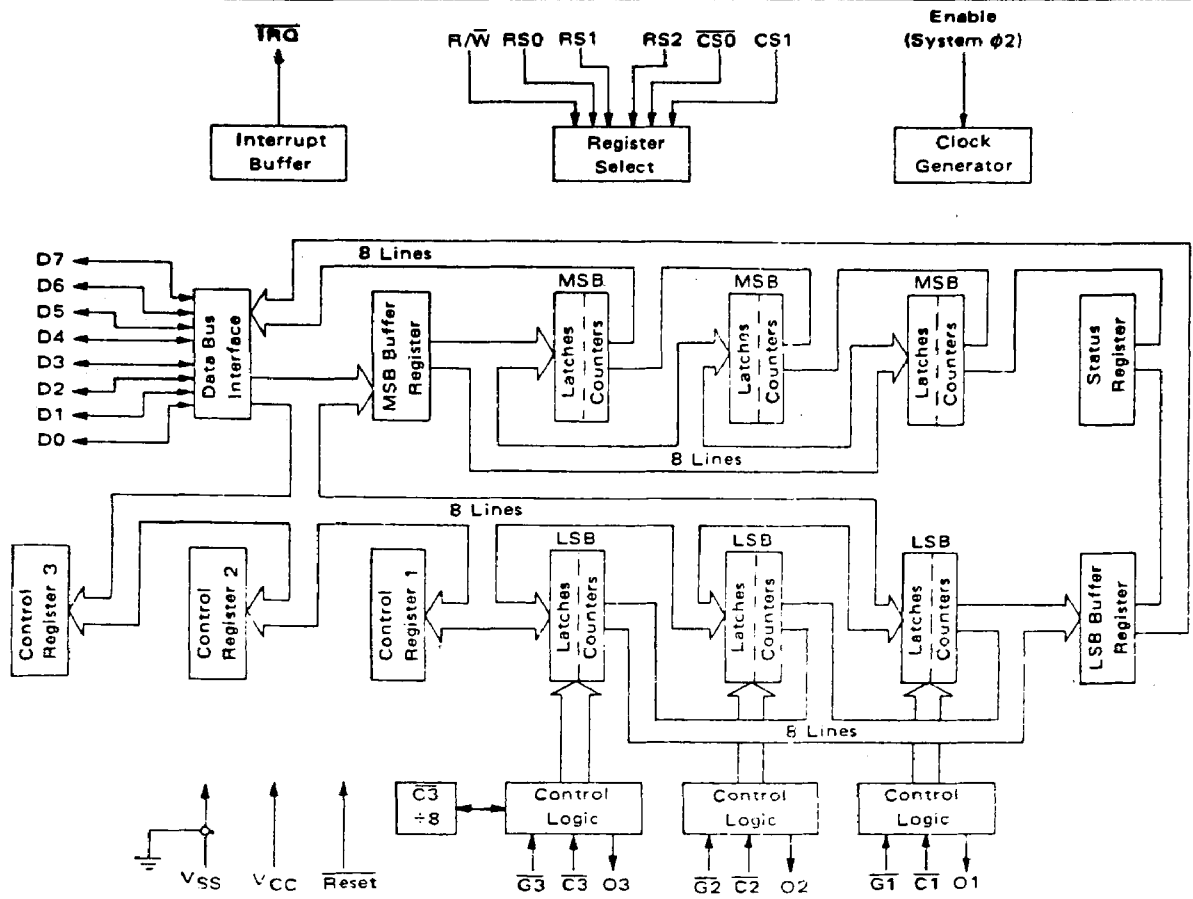 IRQ
R/W RS0 RS1 RS2 CS0 CS1
Enable
(System φ2)
Interrupt
Buffer
Register
Select
Clock
Generator
8 Lines
D7
D6
D5
D4
D3
D2
D1
D0
Data Bus
Interface
MSB Buffer
Register
MSB
Latches
Counters
MSB
Latches
Counters
MSB
Latches
Counters
Status
Register
8 Lines
8 Lines
Control
Register 3
Control
Register 2
Control
Register 1
LSB
Latches
Counters
LSB
Latches
Counters
LSB
Latches
Counters
LSB Buffer
Register
8 Lines
C3
÷8
Control
Logic
Control
Logic
Control
Logic
VSS
VCC
Reset
G3 C3 O3
G2 C2 O2
G1 C1 O1